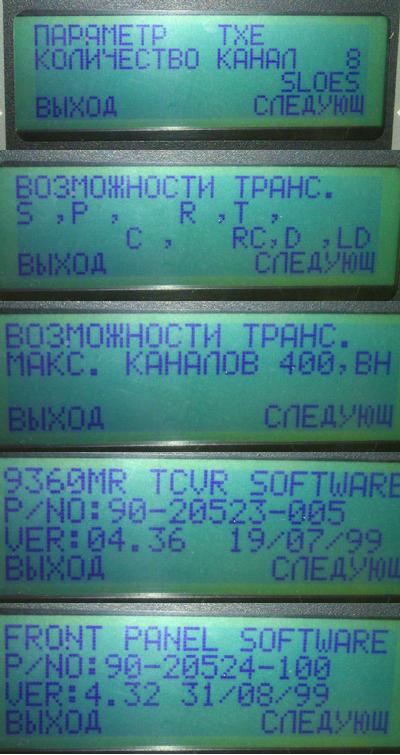 ПАРАМЕТР TXE
КОЛИЧЕСТВО КАНАЛ 8
SLOES
ВЫХОД СЛЕДУЮЩ
ВОЗМОЖНОСТИ ТРАНС.
S ,P , R ,T ,
C , RC,D ,LD
ВЫХОД СЛЕДУЮЩ
ВОЗМОЖНОСТИ ТРАНС.
МАКС. КАНАЛОВ 400,ВН
ВЫХОД СЛЕДУЮЩ
9360MR TCVR SOFTWARE
P/NO:90-20523-005
VER:04.36 19/07/99
ВЫХОД СЛЕДУЮЩ
FRONT PANEL SOFTWARE
P/NO:90-20524-100
VER:4.32 31/08/99
ВЫХОД СЛЕДУЮЩ